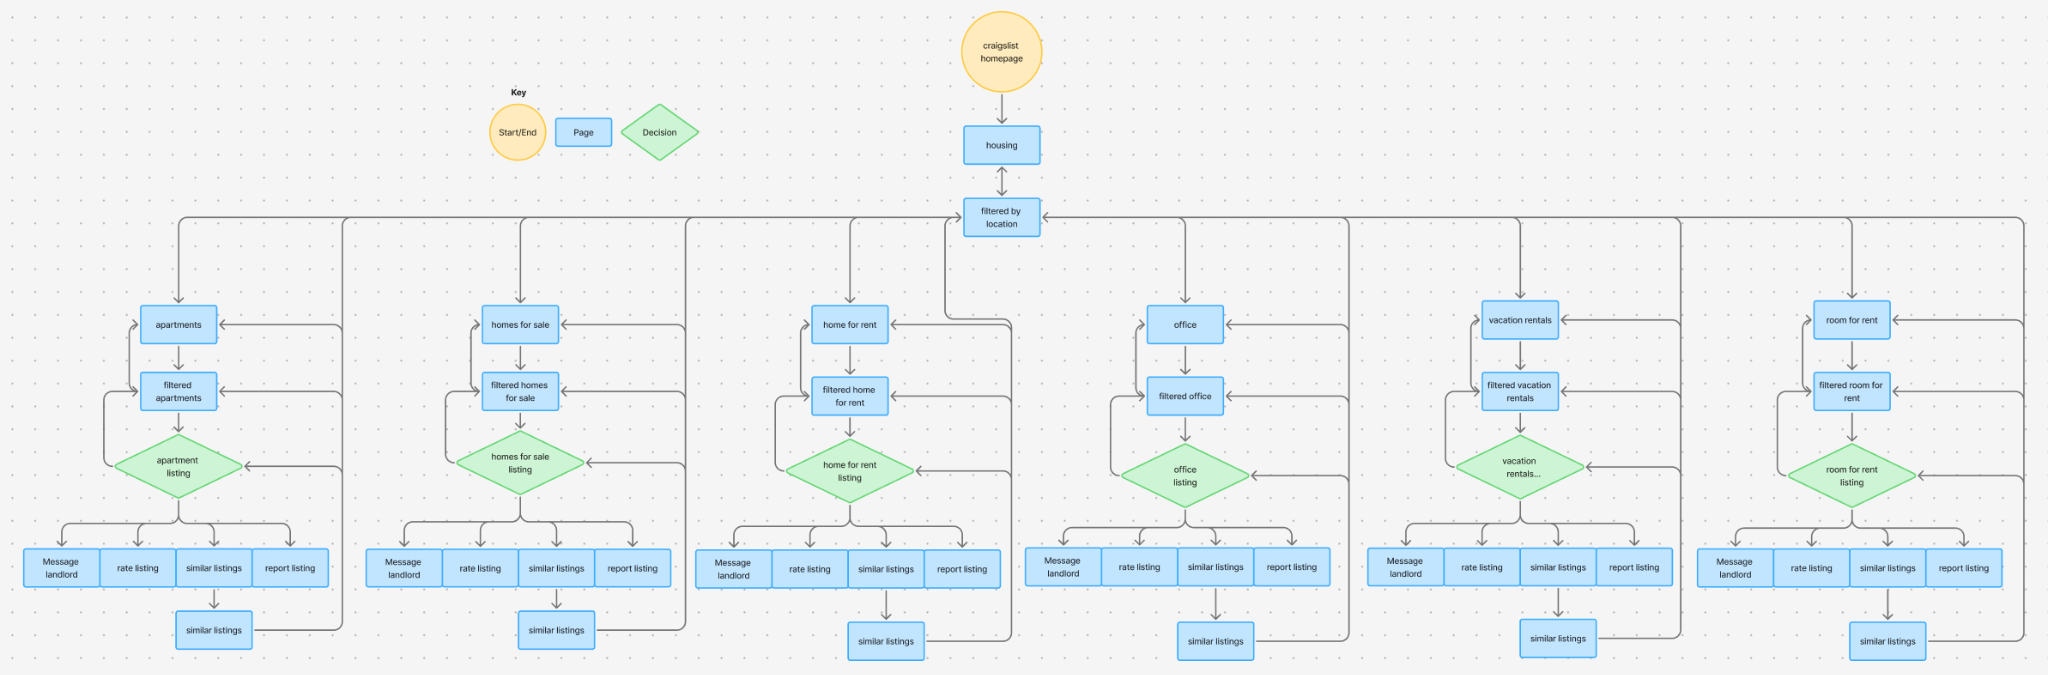 craigslist
homepage
Key
Start/End
Page
Decision
housing
filtered by
location
apartments
homes for sale
home for rent
office
vacation rentals
room for rent
filtered
apartments
filtered homes
for sale
filtered home
for rent
filtered office
filtered vacation
rentals
filtered room for
rent
apartment
listing
homes for sale
listing
home for rent
listing
office
listing
vacation
rentals...
room for rent
listing
Message
landlord
rate listing
similar listings
report listing
Message
landlord
rate listing
similar listings
report listing
Message
landlord
rate listing
similar listings
report listing
Message
landlord
rate listing
similar listings
report listing
Message
landlord
rate listing
similar listings
report listing
Message
landlord
rate listing
similar listings
report listing
similar listings
similar listings
similar listings
similar listings
similar listings
similar listings